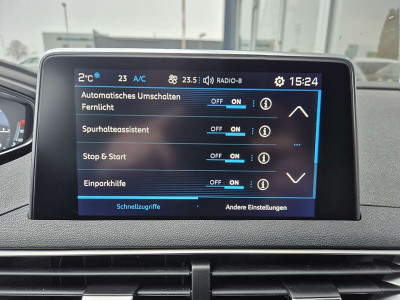 2°C 23 A/C 23.5 RADIO-B 15:24
Automatisches Umschalten
Fernlicht OFF ON
Spurhalteassistent OFF ON
Stop & Start OFF ON
Einparkhilfe OFF ON
Schnellzugriffe Andere Einstellungen